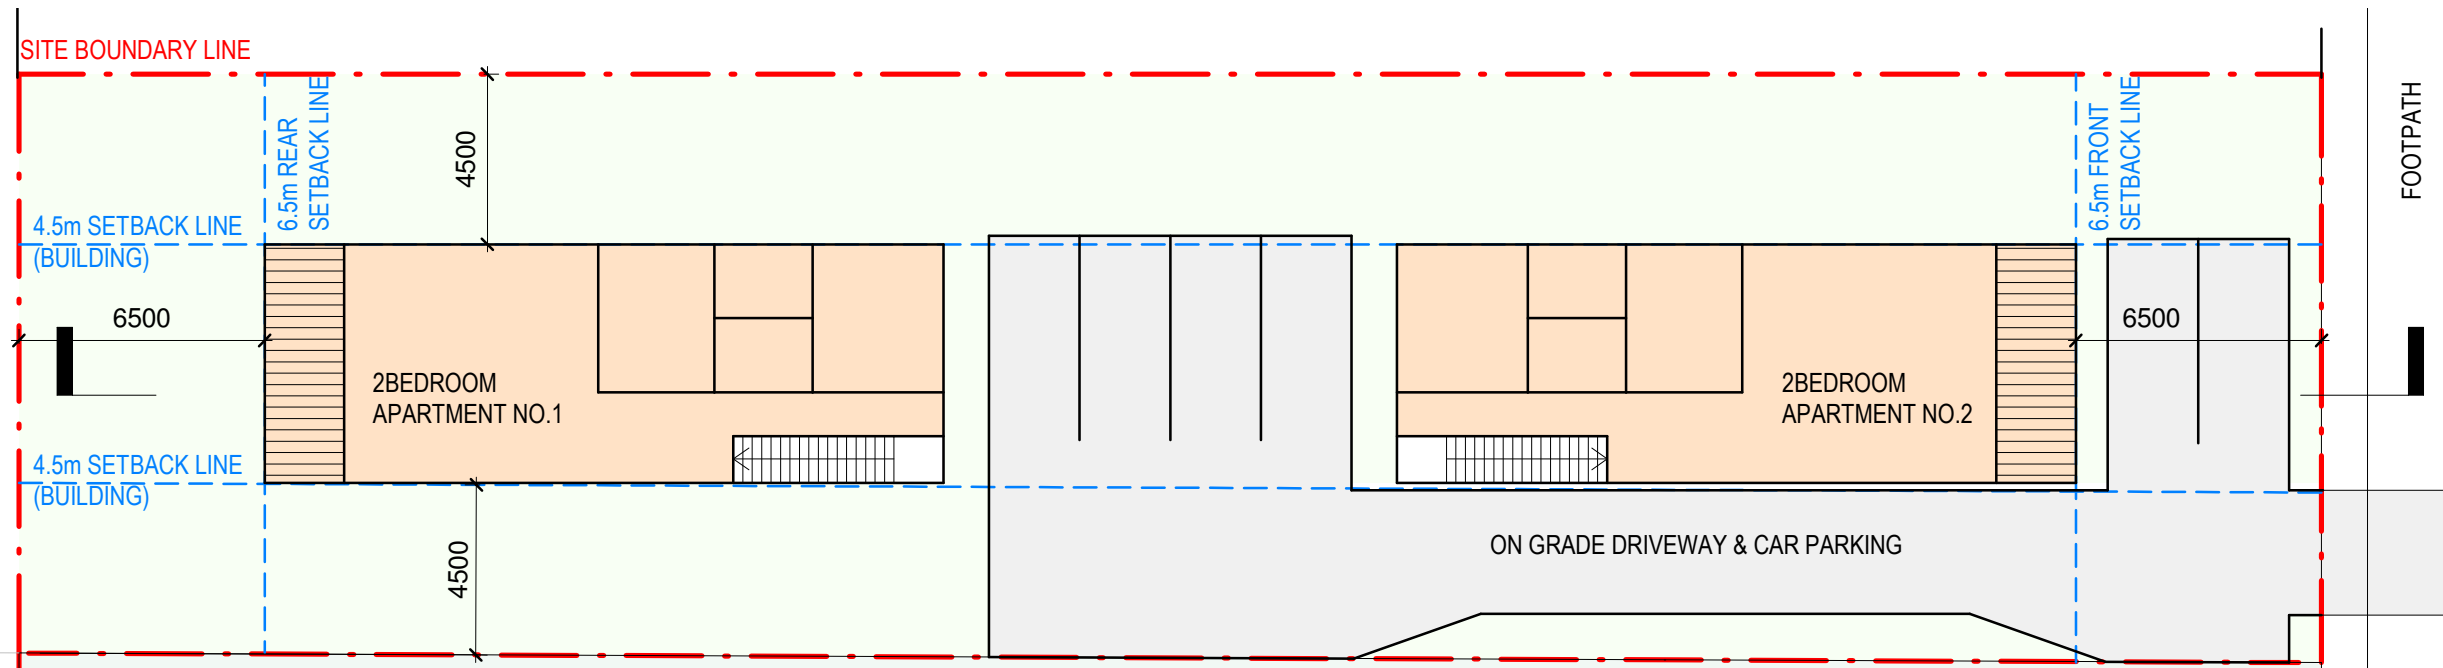 SITE BOUNDARY LINE
6.5m REAR
SETBACK LINE
4500
6.5m FRONT
SETBACK LINE
FOOTPATH
4.5m SETBACK LINE
(BUILDING)
6500
6500
2BEDROOM
APARTMENT NO.1
2BEDROOM
APARTMENT NO.2
4.5m SETBACK LINE
(BUILDING)
4500
ON GRADE DRIVEWAY & CAR PARKING